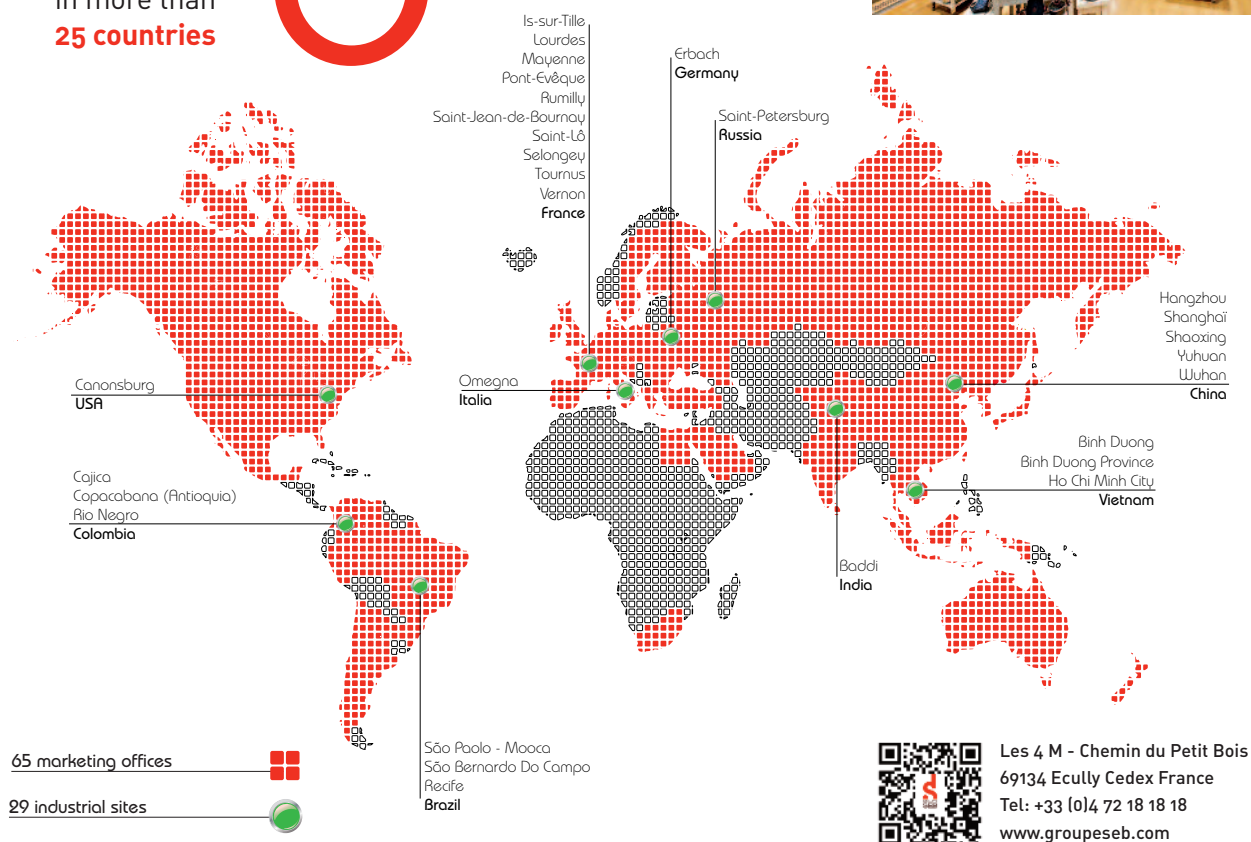 in more than
25 countries
Is-sur-Tille
Lourdes
Mayenne
Pont-Evêque
Rumilly
Saint-Jean-de-Bournay
Saint-Lô
Selongey
Tournus
Vernon
France
Erbach
Germany
Saint-Petersburg
Russia
Hangzhou
Shanghaï
Shaoxing
Yuhuan
Wuhan
China
Canonsburg
USA
Omegna
Italia
Binh Duong
Binh Duong Province
Ho Chi Minh City
Vietnam
Cajica
Copacabana (Antioquia)
Rio Negro
Colombia
Baddi
India
São Paolo - Mooca
São Bernardo Do Campo
Recife
Brazil
65 marketing offices
29 industrial sites
Les 4 M - Chemin du Petit Bois
69134 Ecully Cedex France
Tel: +33 (0)4 72 18 18 18
www.groupeseb.com